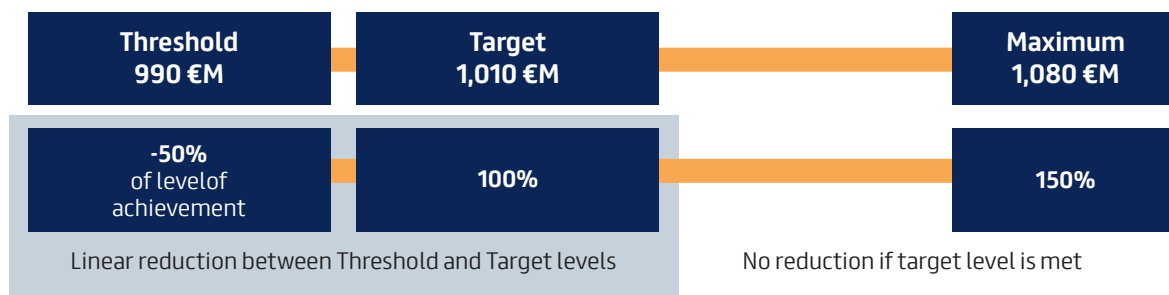 Threshold
990 €M
Target
1,010 €M
Maximum
1,080 €M
-50%
of levelof
achievement
100%
150%
Linear reduction between Threshold and Target levels
No reduction if target level is met